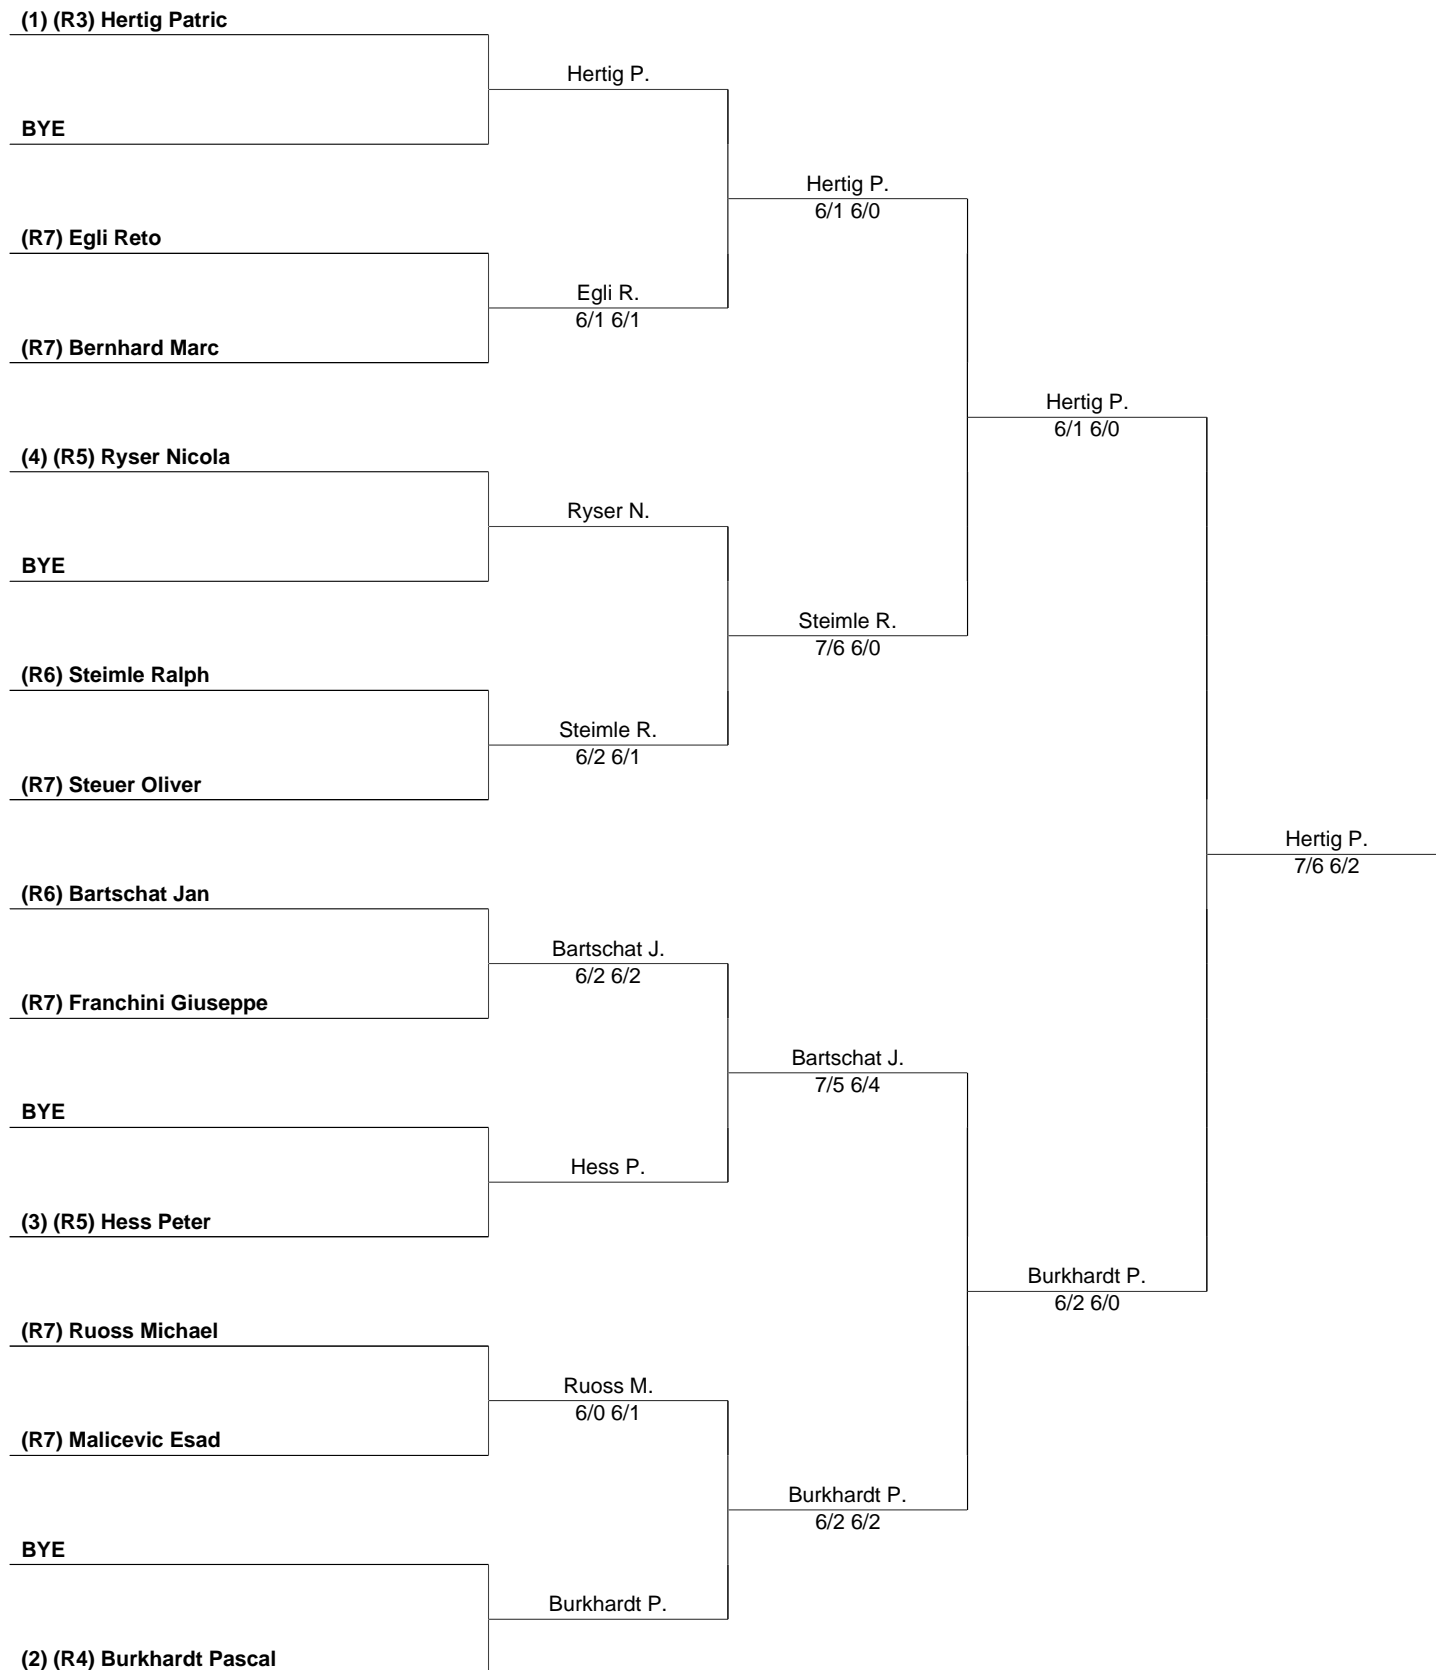 (1) (R3) Hertig Patric
Hertig P.
BYE
Hertig P.
6/1 6/0
(R7) Egli Reto
Egli R.
6/1 6/1
(R7) Bernhard Marc
Hertig P.
6/1 6/0
(4) (R5) Ryser Nicola
Ryser N.
BYE
Steimle R.
7/6 6/0
(R6) Steimle Ralph
Steimle R.
6/2 6/1
(R7) Steuer Oliver
Hertig P.
7/6 6/2
(R6) Bartschat Jan
Bartschat J.
6/2 6/2
(R7) Franchini Giuseppe
Bartschat J.
7/5 6/4
BYE
Hess P.
(3) (R5) Hess Peter
Burkhardt P.
6/2 6/0
(R7) Ruoss Michael
Ruoss M.
6/0 6/1
(R7) Malicevic Esad
Burkhardt P.
6/2 6/2
BYE
Burkhardt P.
(2) (R4) Burkhardt Pascal